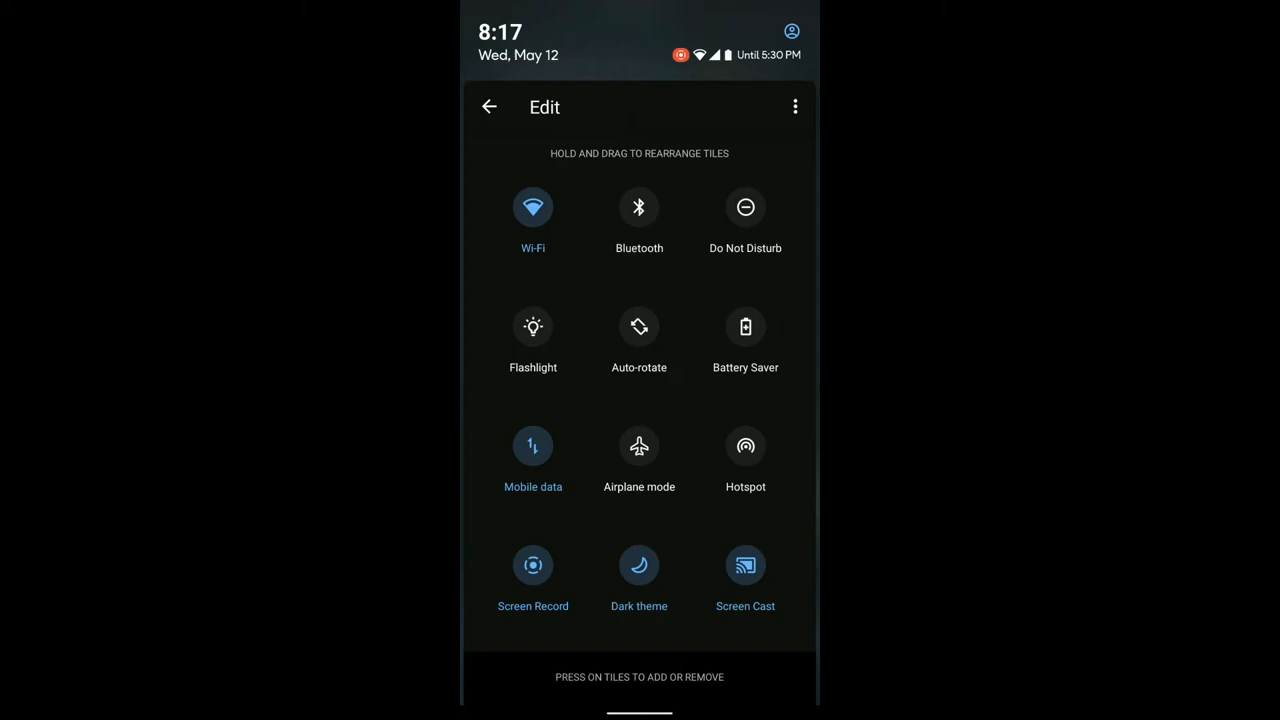 8:17
Wed, May 12
Until 5:30 PM
Edit
HOLD AND DRAG TO REARRANGE TILES
Wi-Fi
Bluetooth
Do Not Disturb
Flashlight
Auto-rotate
Battery Saver
Mobile data
Airplane mode
Hotspot
Screen Record
Dark theme
Screen Cast
PRESS ON TILES TO ADD OR REMOVE